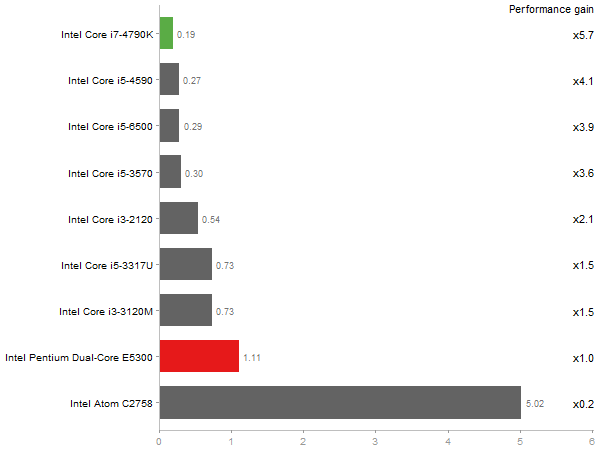 Performance gain
Intel Core i7-4790K 0.19 x5.7
Intel Core i5-4590 0.27 x4.1
Intel Core i5-6500 0.29 x3.9
Intel Core i5-3570 0.30 x3.6
Intel Core i3-2120 0.54 x2.1
Intel Core i5-3317U 0.73 x1.5
Intel Core i3-3120M 0.73 x1.5
Intel Pentium Dual-Core E5300 1.11 x1.0
Intel Atom C2758 5.02 x0.2
0 1 2 3 4 5 6